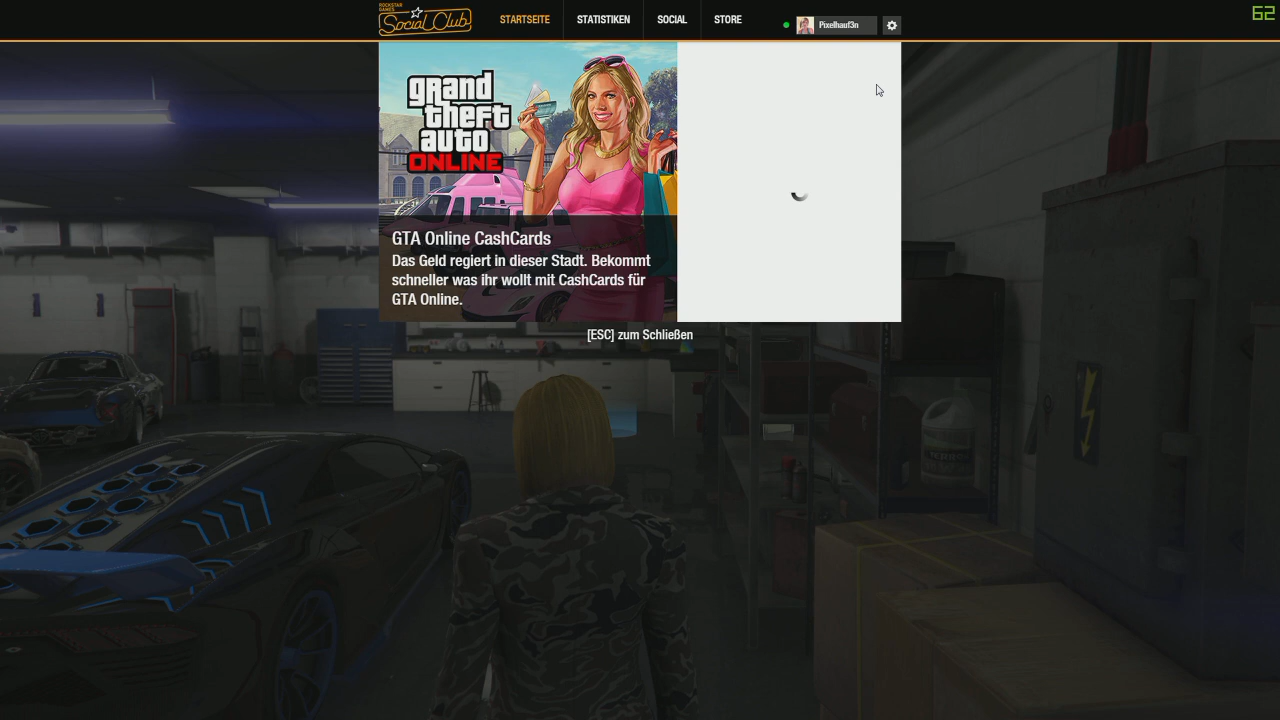 ROCKSTAR
GAMES
Social Club
STARTSEITE
STATISTIKEN
SOCIAL
STORE
Pixelhauf3n
62
grand
theft
auto
ONLINE
GTA Online CashCards
Das Geld regiert in dieser Stadt. Bekommt
schneller was ihr wollt mit CashCards für
GTA Online.
[ESC] zum Schließen